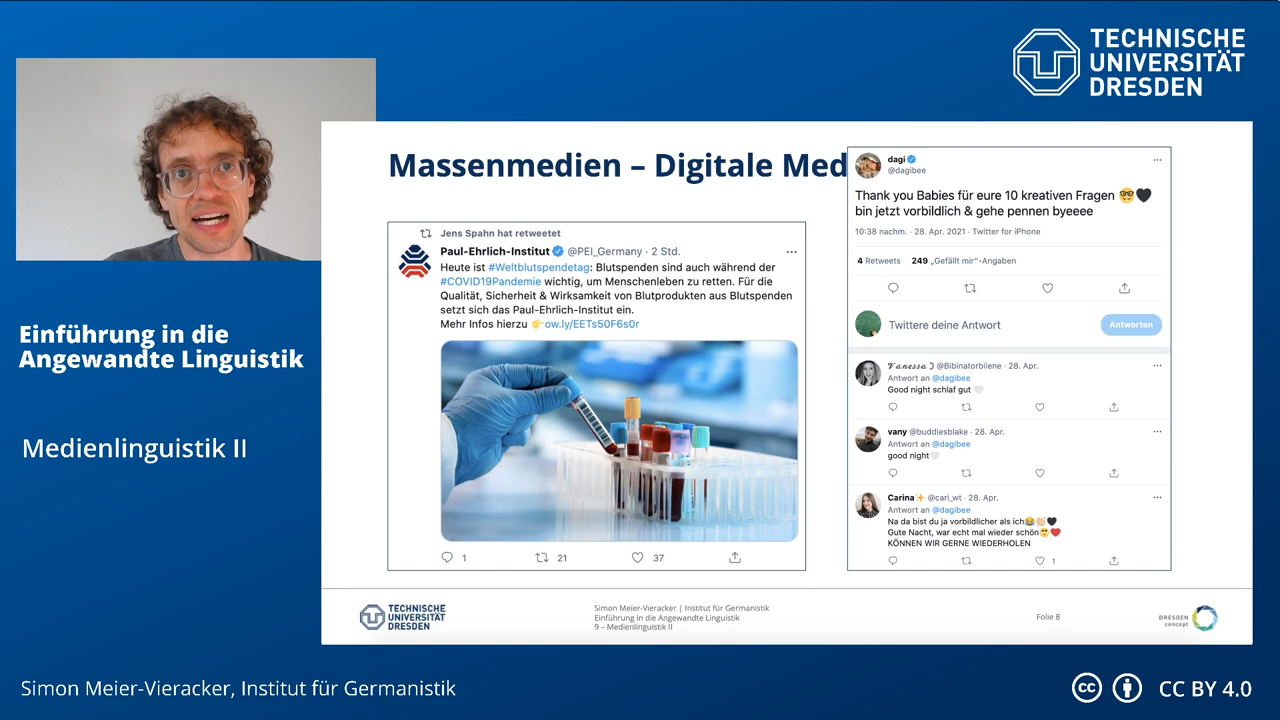 TECHNISCHE
UNIVERSITÄT
DRESDEN
Einführung in die
Angewandte Linguistik
Medienlinguistik II
Massenmedien – Digitale Med
Jens Spahn hat retweetet
Paul-Ehrlich-Institut @PEI_Germany · 2 Std.
Heute ist #Weltblutspendetag: Blutspenden sind auch während der
#COVID19Pandemie wichtig, um Menschenleben zu retten. Für die
Qualität, Sicherheit & Wirksamkeit von Blutprodukten aus Blutspenden
setzt sich das Paul-Ehrlich-Institut ein.
Mehr Infos hierzu 👉ow.ly/EETs50F6s0r
1 21 37
dagi
@dagibee
Thank you Babies für eure 10 kreativen Fragen 🤓🖤
bin jetzt vorbildlich & gehe pennen byeeee
10:38 nachm. · 28. Apr. 2021 · Twitter for iPhone
4 Retweets 249 „Gefällt mir“-Angaben
Twittere deine Antwort
Antworten
𝓥𝓪𝓷𝓮𝓼𝓼𝓪☽ @Bibinatorbiiene · 28. Apr.
Antwort an @dagibee
Good night schlaf gut 🤍
vany @buddiesblake · 28. Apr.
Antwort an @dagibee
good night🤍
Carina✨ @cari_wt · 28. Apr.
Antwort an @dagibee
Na da bist du ja vorbildlicher als ich😂👏🏼🖤
Gute Nacht, war echt mal wieder schön😇❤️
KÖNNEN WIR GERNE WIEDERHOLEN
1
TECHNISCHE
UNIVERSITÄT
DRESDEN
Simon Meier-Vieracker | Institut für Germanistik
Einführung in die Angewandte Linguistik
9 – Medienlinguistik II
Folie 8
DRESDEN
concept
Simon Meier-Vieracker, Institut für Germanistik
cc CC BY 4.0